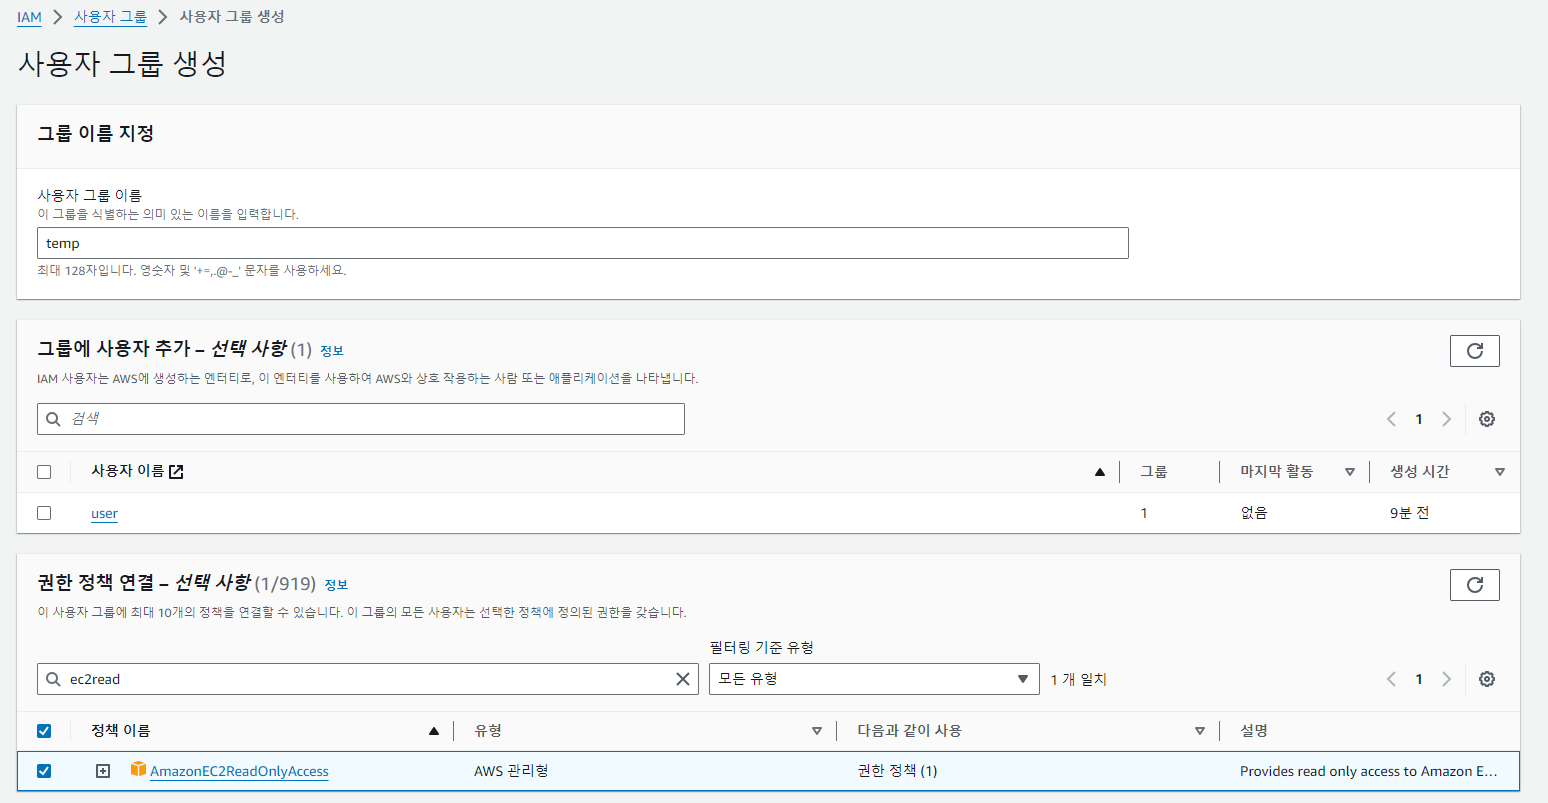 IAM > 사용자 그룹 > 사용자 그룹 생성
사용자 그룹 생성
그룹 이름 지정
사용자 그룹 이름
이 그룹을 식별하는 의미 있는 이름을 입력합니다.
temp
최대 128자입니다. 영숫자 및 '+=,.@-_' 문자를 사용하세요.
그룹에 사용자 추가 – 선택 사항 (1) 정보
IAM 사용자는 AWS에 생성하는 엔터티로, 이 엔터티를 사용하여 AWS와 상호 작용하는 사람 또는 애플리케이션을 나타냅니다.
검색 1
사용자 이름 그룹 마지막 활동 생성 시간
user 1 없음 9분 전
권한 정책 연결 – 선택 사항 (1/919) 정보
이 사용자 그룹에 최대 10개의 정책을 연결할 수 있습니다. 이 그룹의 모든 사용자는 선택한 정책에 정의된 권한을 갖습니다.
필터링 기준 유형
ec2read 모든 유형 1 개 일치 1
정책 이름 유형 다음과 같이 사용 설명
AmazonEC2ReadOnlyAccess AWS 관리형 권한 정책 (1) Provides read only access to Amazon E...